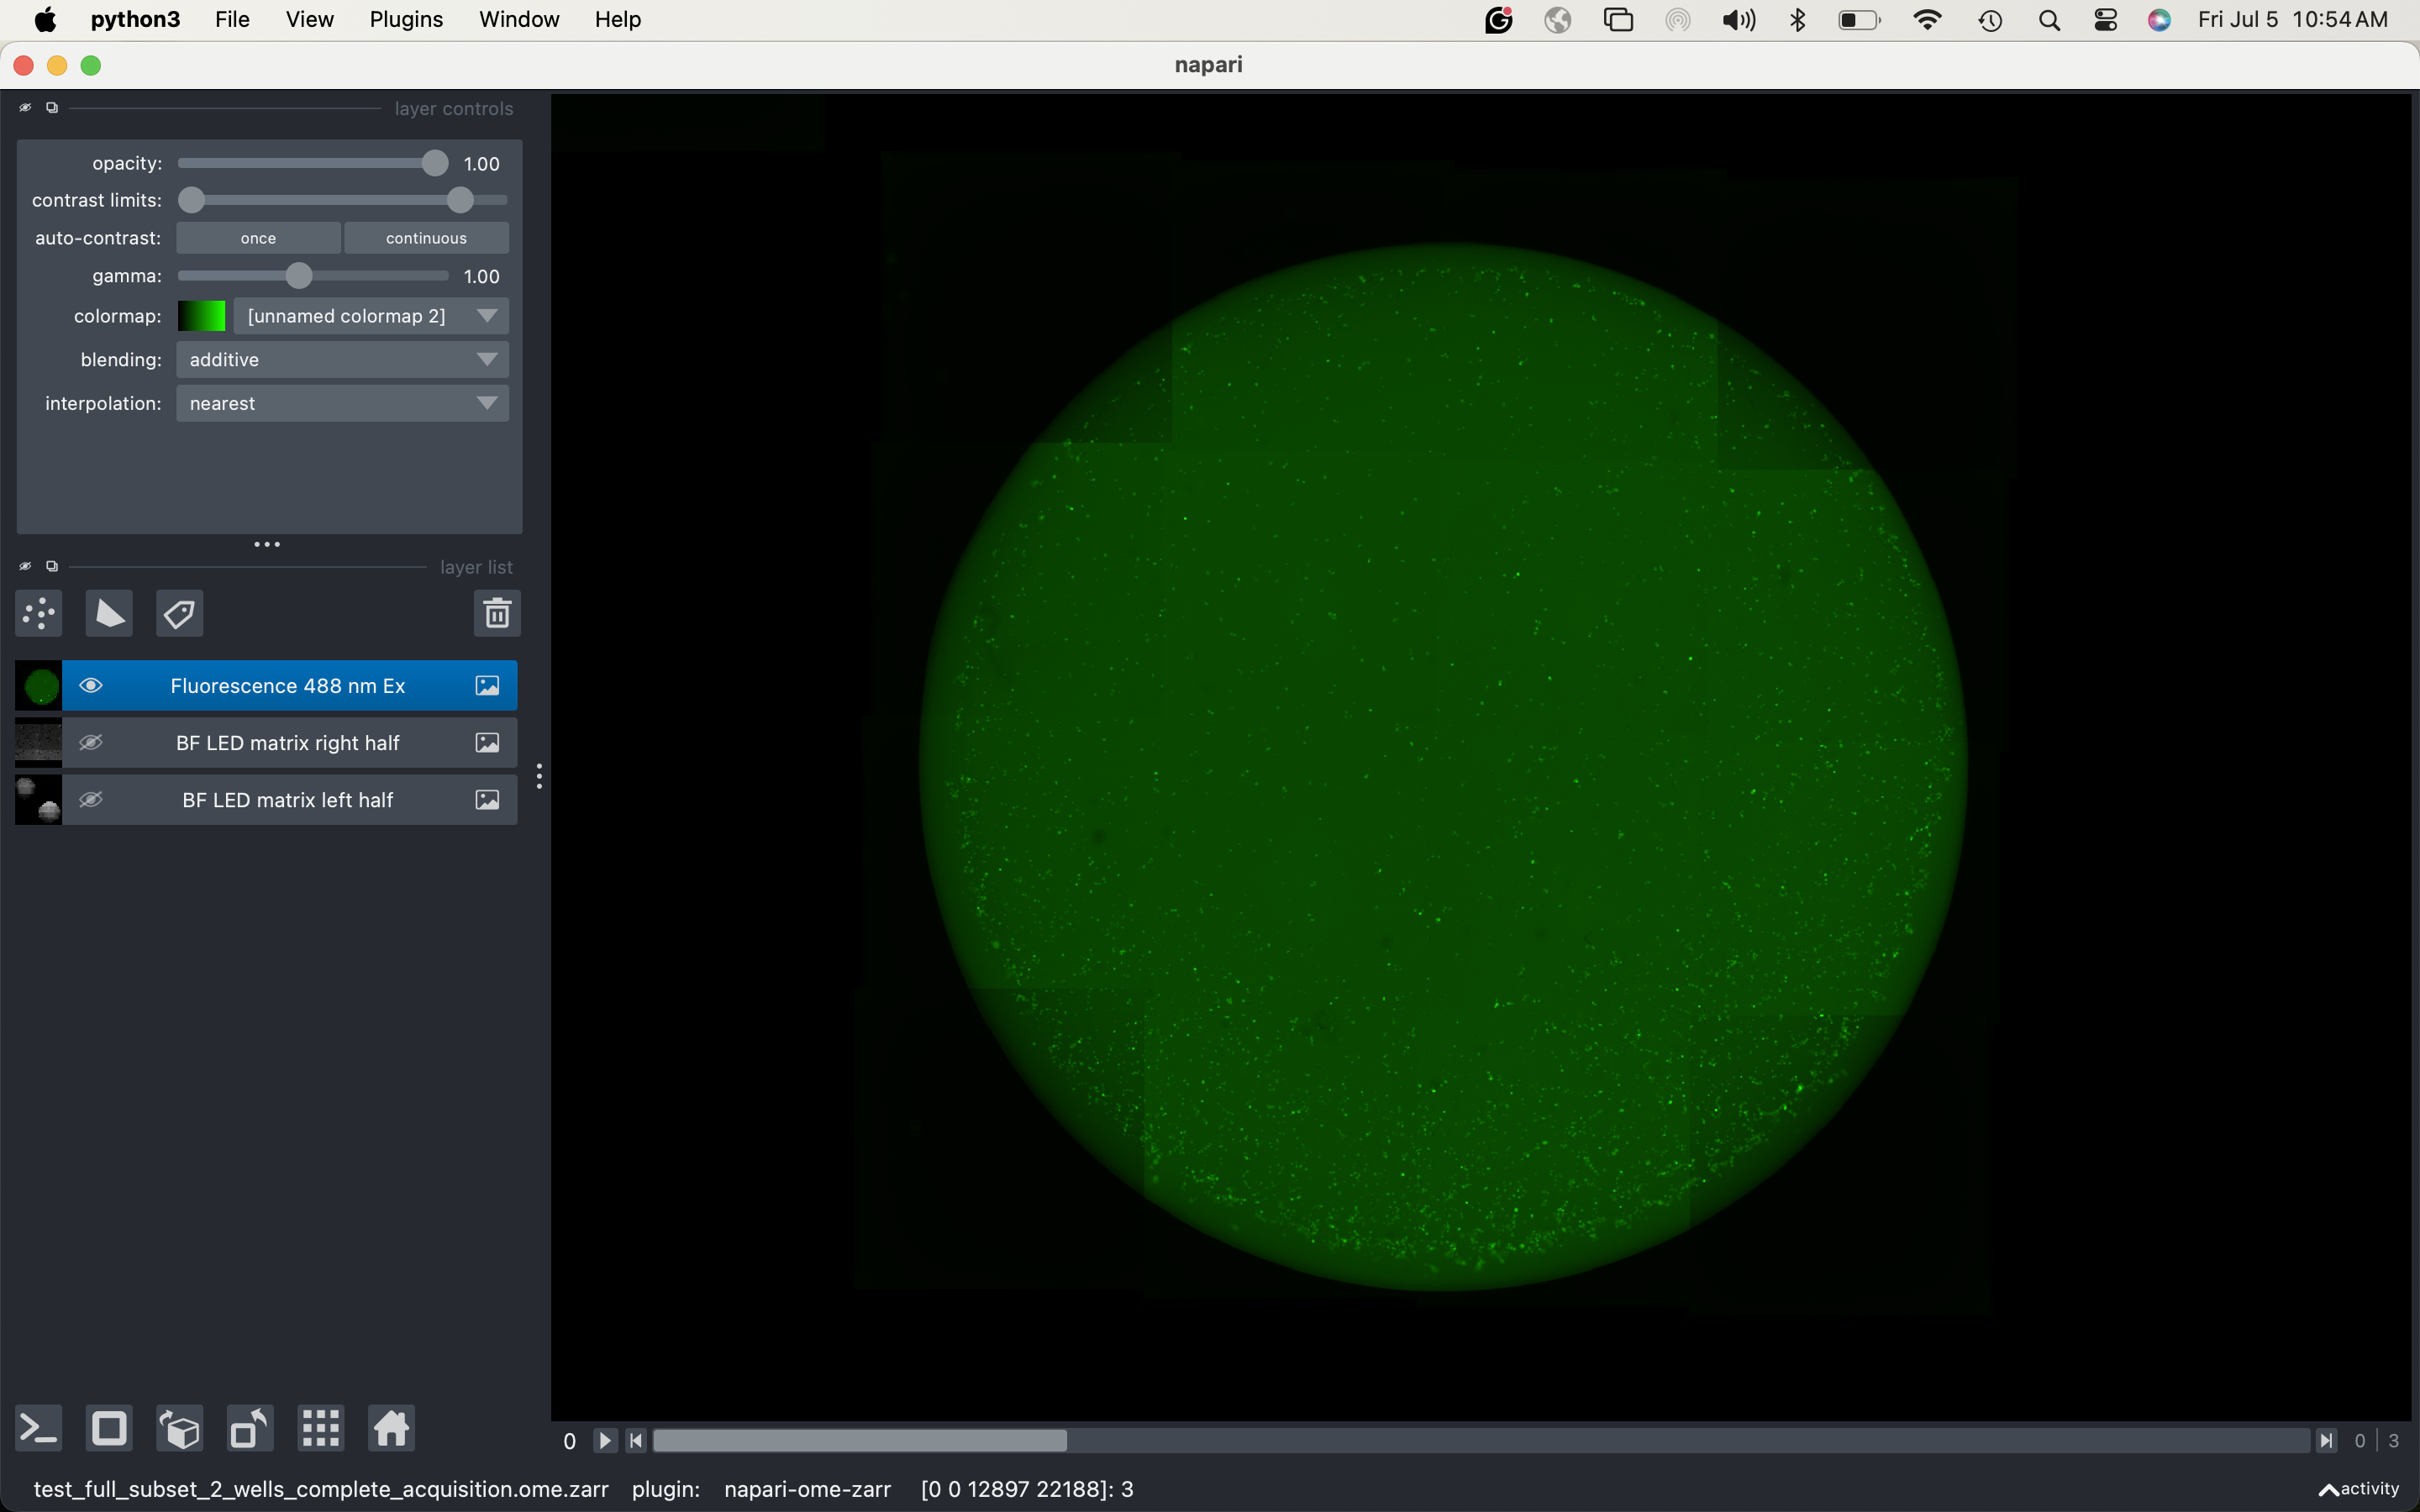 python3 File View Plugins Window Help Fri Jul 5 10:54 AM
napari
layer controls
opacity: 1.00
contrast limits:
auto-contrast: once continuous
gamma: 1.00
colormap: [unnamed colormap 2]
blending: additive
interpolation: nearest
layer list
Fluorescence 488 nm Ex
BF LED matrix right half
BF LED matrix left half
0 0 3
test_full_subset_2_wells_complete_acquisition.ome.zarr plugin: napari-ome-zarr [0 0 12897 22188]: 3 activity